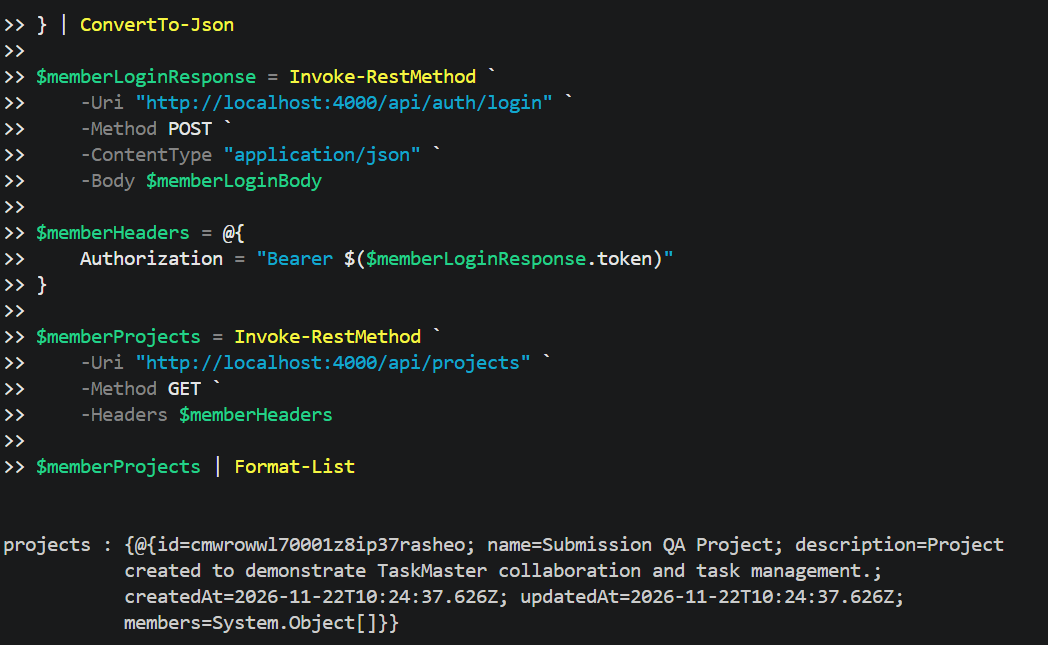 >> } | ConvertTo-Json
>>
>> $memberLoginResponse = Invoke-RestMethod `
>>     -Uri "http://localhost:4000/api/auth/login" `
>>     -Method POST `
>>     -ContentType "application/json" `
>>     -Body $memberLoginBody
>>
>> $memberHeaders = @{
>>     Authorization = "Bearer $($memberLoginResponse.token)"
>> }
>>
>> $memberProjects = Invoke-RestMethod `
>>     -Uri "http://localhost:4000/api/projects" `
>>     -Method GET `
>>     -Headers $memberHeaders
>>
>> $memberProjects | Format-List
projects : {@{id=cmwrowwl70001z8ip37rasheo; name=Submission QA Project; description=Project
           created to demonstrate TaskMaster collaboration and task management.;
           createdAt=2026-11-22T10:24:37.626Z; updatedAt=2026-11-22T10:24:37.626Z;
           members=System.Object[]}}